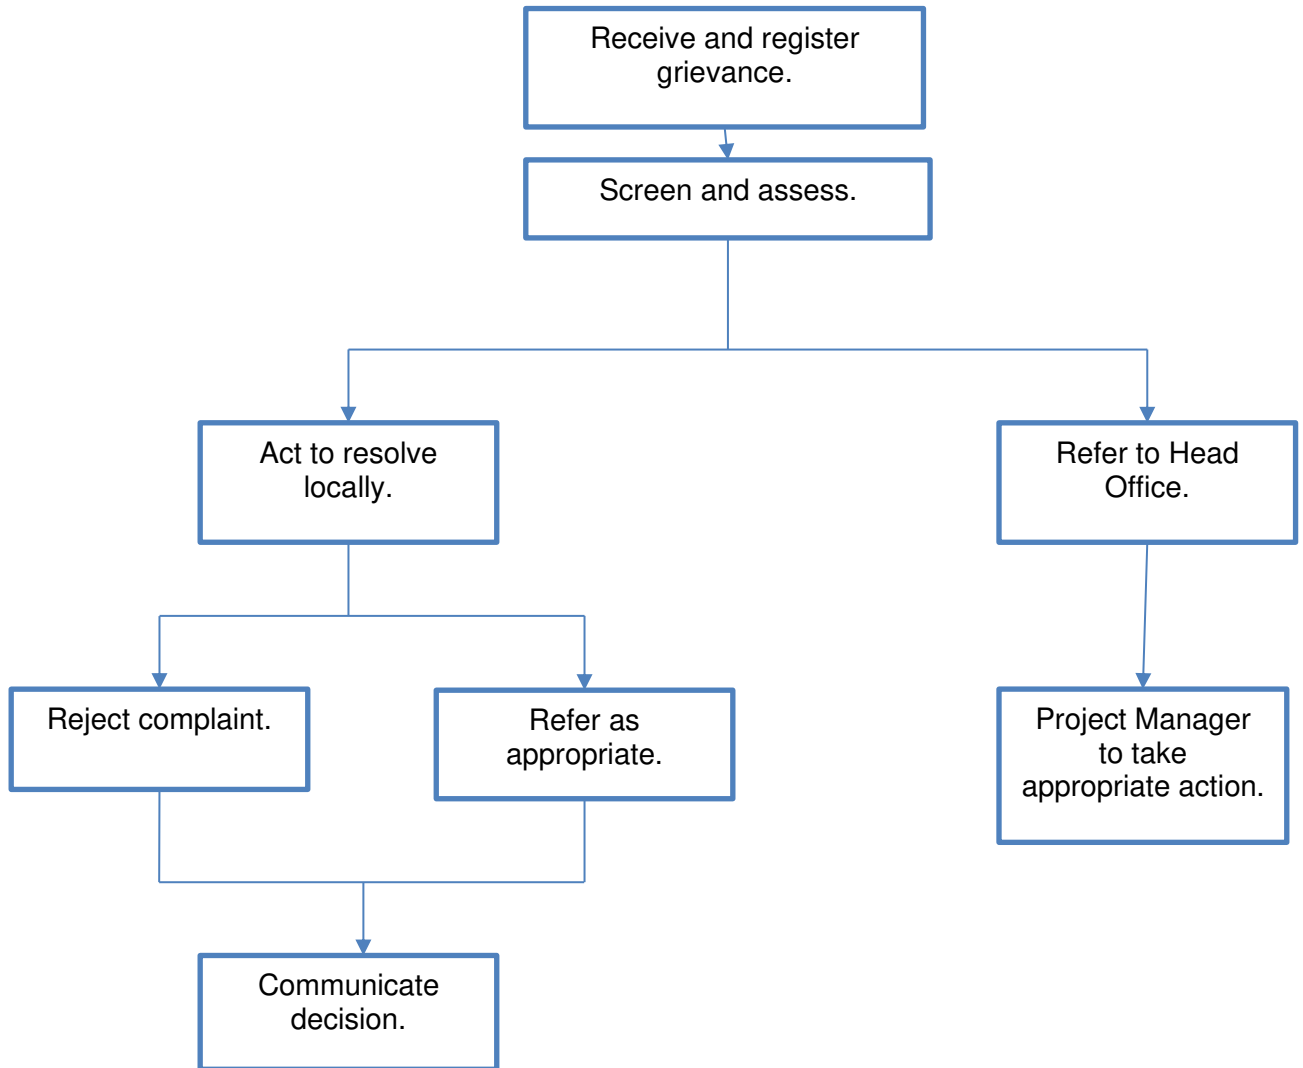 Receive and register
grievance.
Screen and assess.
Act to resolve
locally.
Refer to Head
Office.
Reject complaint.
Refer as
appropriate.
Project Manager
to take
appropriate action.
Communicate
decision.